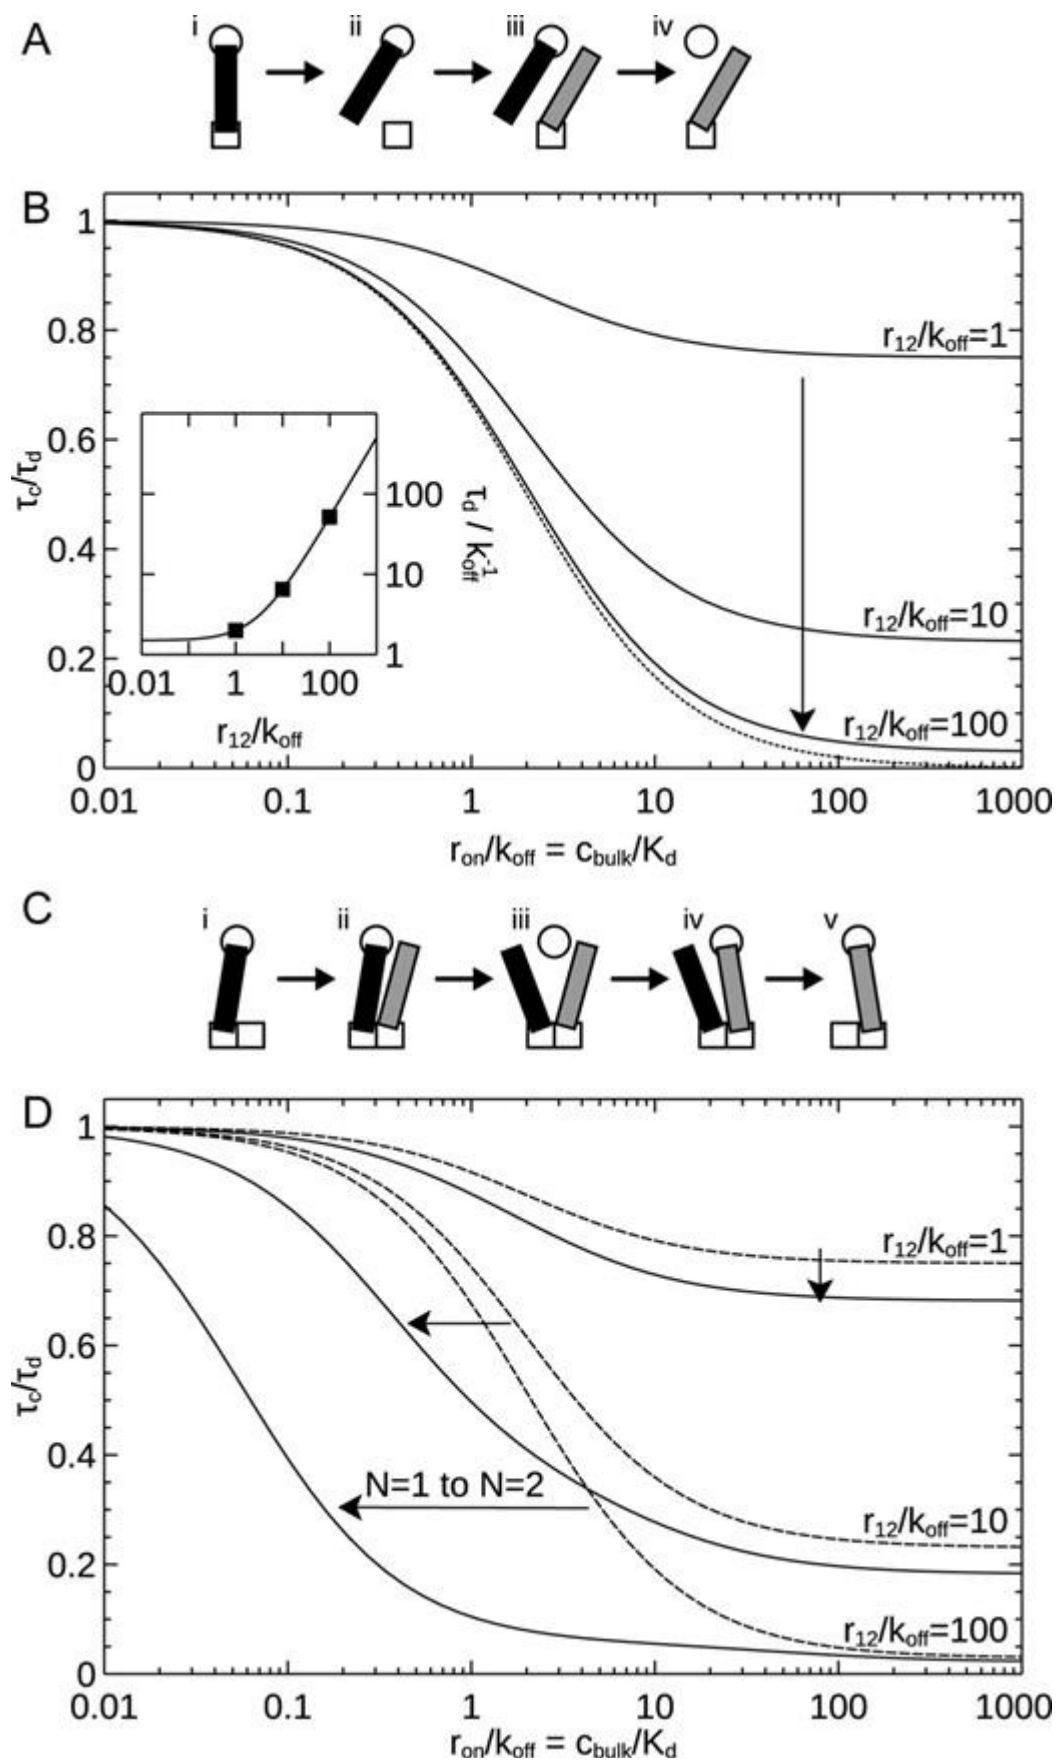 A
i ii iii iv
B
1
0.8
0.6
0.4
0.2
0
τc/τd
r12/koff=1
r12/koff=10
r12/koff=100
100
10
1
τd / k-1off
0.01 1 100
r12/koff
0.01 0.1 1 10 100 1000
ron/koff = cbulk/Kd
C
i ii iii iv v
D
1
0.8
0.6
0.4
0.2
0
τc/τd
r12/koff=1
N=1 to N=2
r12/koff=10
r12/koff=100
0.01 0.1 1 10 100 1000
ron/koff = cbulk/Kd